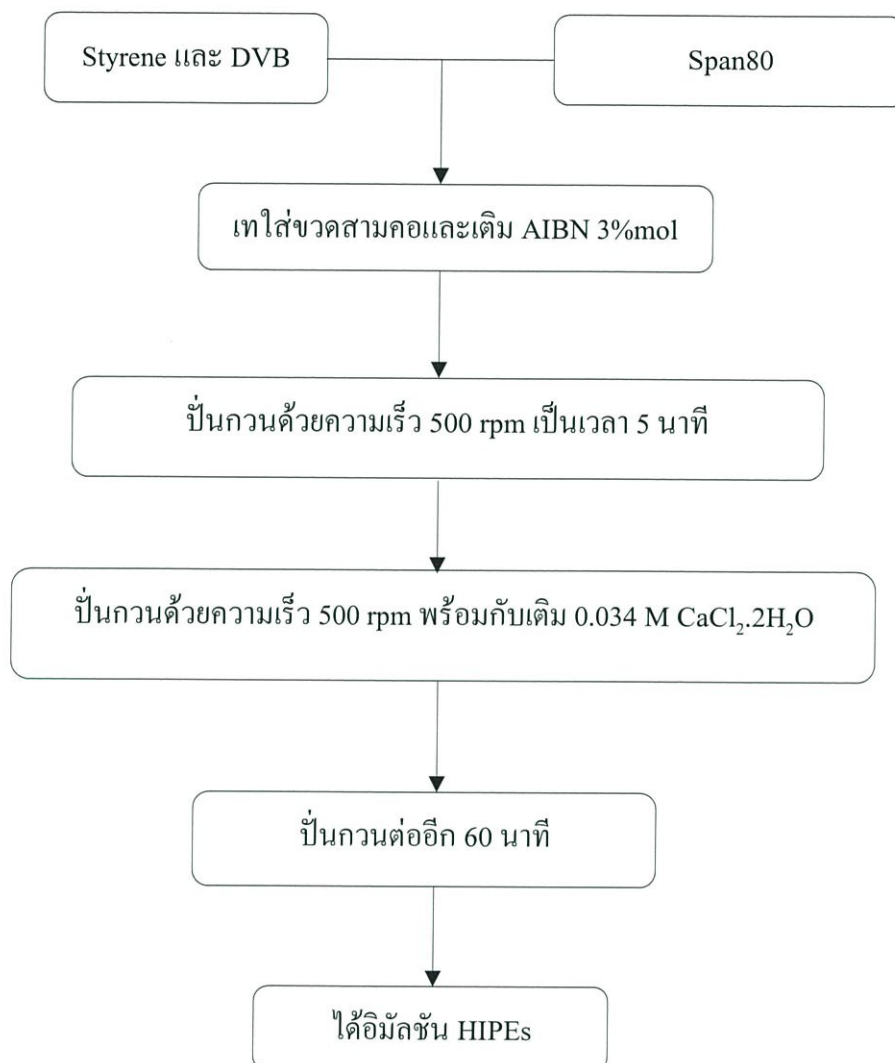 Styrene และ DVB
Span80
เทใส่ขวดสามคอและเติม AIBN 3%mol
ปั่นกวนด้วยความเร็ว 500 rpm เป็นเวลา 5 นาที
ปั่นกวนด้วยความเร็ว 500 rpm พร้อมกับเติม 0.034 M CaCl₂.2H₂O
ปั่นกวนต่ออีก 60 นาที
ได้อิมัลชัน HIPEs